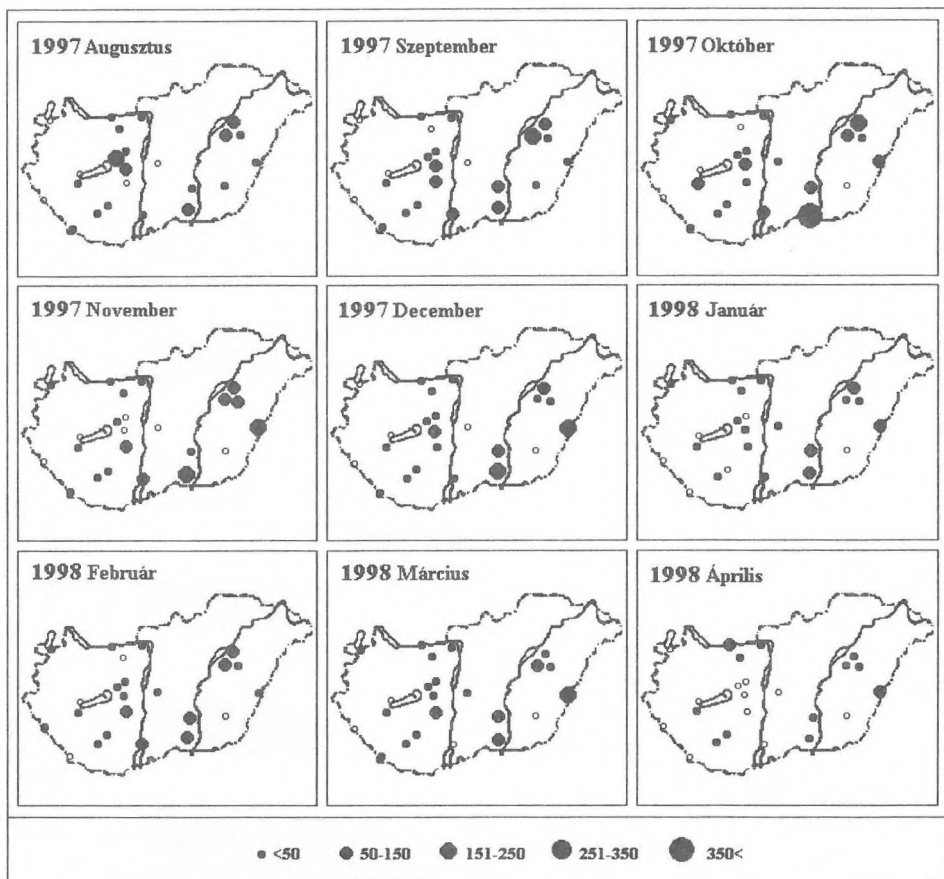 1997 Augusztus
1997 Szeptember
1997 Október
1997 November
1997 December
1998 Január
1998 Február
1998 Március
1998 Április
<50 50-150 151-250 251-350 350<